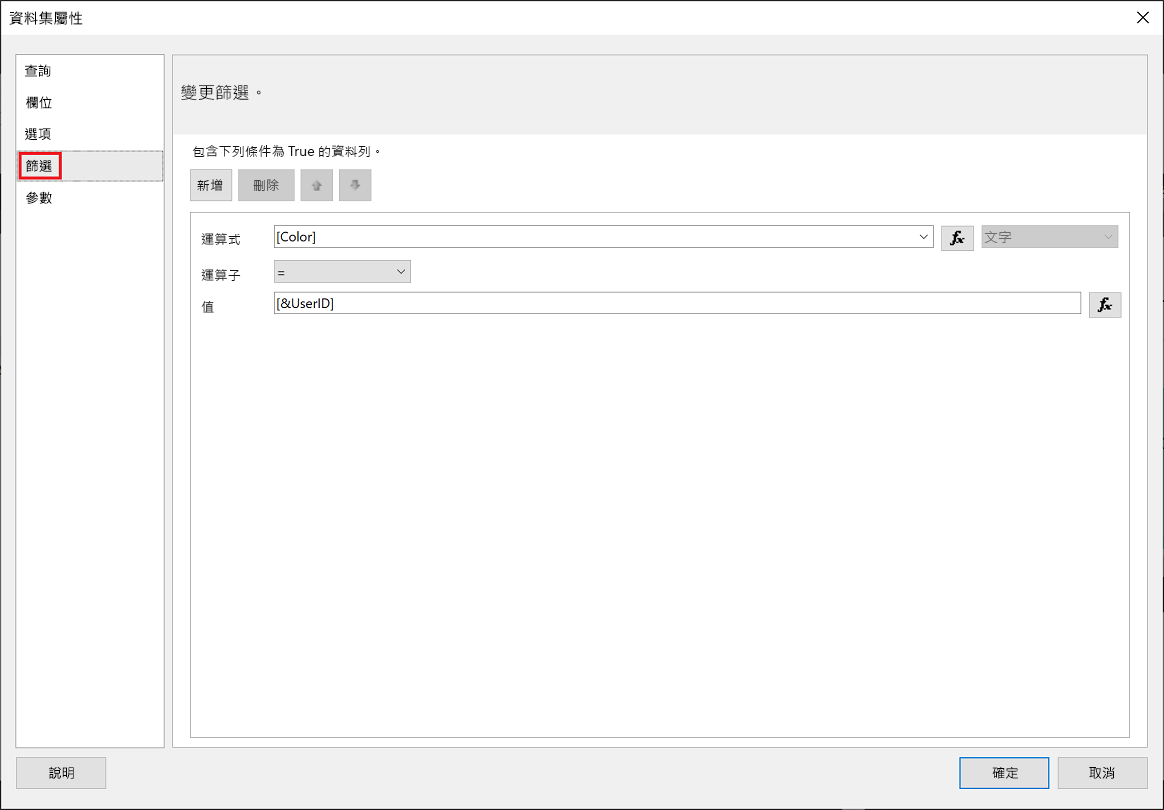 資料集屬性
查詢
欄位
選項
篩選
參數
變更篩選。
包含下列條件為 True 的資料列。
新增 刪除
運算式 [Color] fx 文字
運算子 =
值 [&UserID] fx
說明 確定 取消